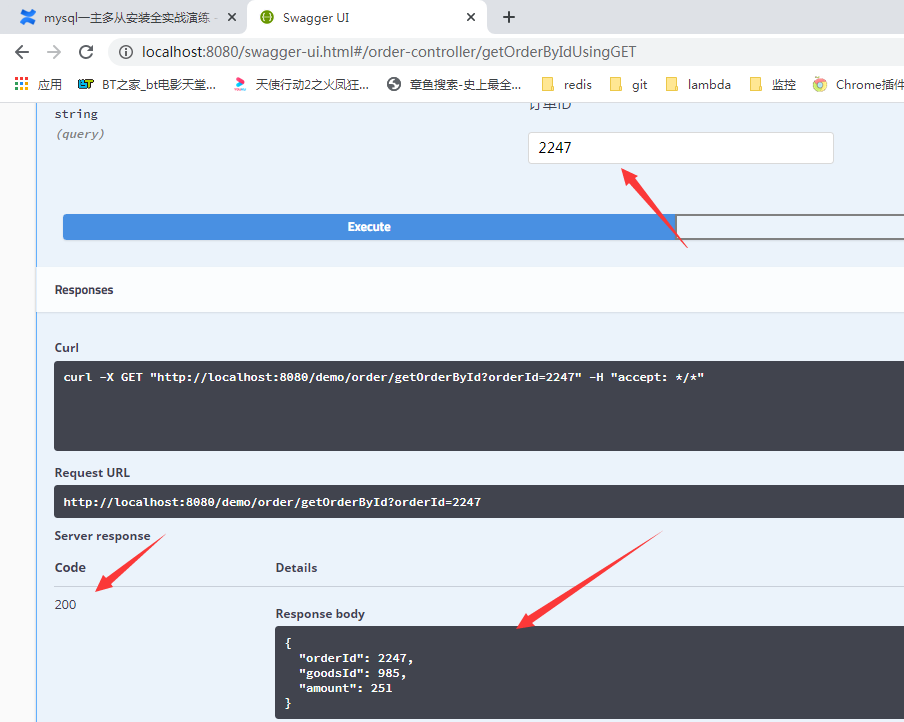 mysql一主多从安装全实战演练
Swagger UI
localhost:8080/swagger-ui.html#/order-controller/getOrderByIdUsingGET
应用
BT之家_bt电影天堂...
天使行动2之火凤狂...
章鱼搜索-史上最全...
redis
git
lambda
监控
Chrome插件
string
订单ID
(query)
2247
Execute
Responses
Curl
curl -X GET "http://localhost:8080/demo/order/getOrderById?orderId=2247" -H "accept: */*"
Request URL
http://localhost:8080/demo/order/getOrderById?orderId=2247
Server response
Code
Details
200
Response body
{
"orderId": 2247,
"goodsId": 985,
"amount": 251
}